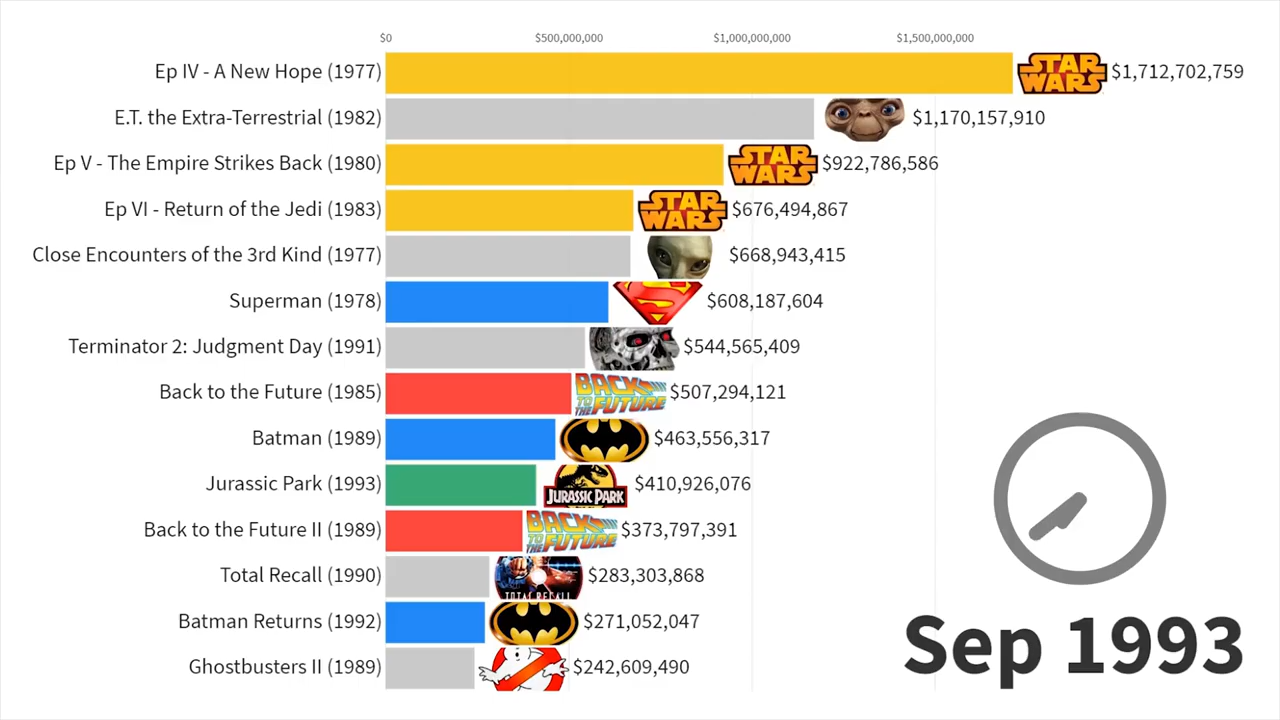 $0 $500,000,000 $1,000,000,000 $1,500,000,000
Ep IV - A New Hope (1977) STAR WARS $1,712,702,759
E.T. the Extra-Terrestrial (1982) $1,170,157,910
Ep V - The Empire Strikes Back (1980) STAR WARS $922,786,586
Ep VI - Return of the Jedi (1983) STAR WARS $676,494,867
Close Encounters of the 3rd Kind (1977) $668,943,415
Superman (1978) $608,187,604
Terminator 2: Judgment Day (1991) $544,565,409
Back to the Future (1985) BACK TO THE FUTURE $507,294,121
Batman (1989) $463,556,317
Jurassic Park (1993) JURASSIC PARK $410,926,076
Back to the Future II (1989) BACK TO THE FUTURE $373,797,391
Total Recall (1990) TOTAL RECALL $283,303,868
Batman Returns (1992) $271,052,047
Ghostbusters II (1989) $242,609,490
Sep 1993